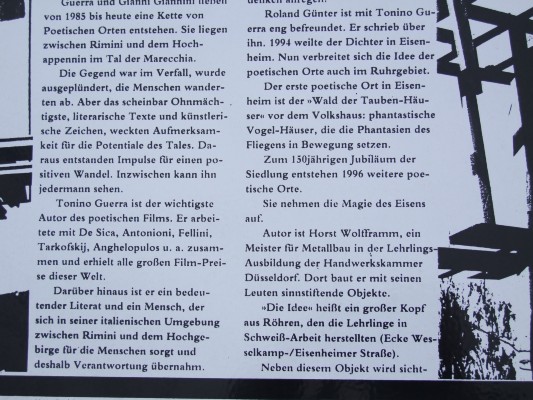 Guerra und Gianni Giannini ließen
von 1985 bis heute eine Kette von
Poetischen Orten entstehen. Sie liegen
zwischen Rimini und dem Hoch-
appennin im Tal der Marecchia.
Die Gegend war im Verfall, wurde
ausgeplündert, die Menschen wander-
ten ab. Aber das scheinbar Ohnmäch-
tigste, literarische Texte und künstleri-
sche Zeichen, weckten Aufmerksam-
keit für die Potentiale des Tales. Da-
raus entstanden Impulse für einen po-
sitiven Wandel. Inzwischen kann ihn
jedermann sehen.
Tonino Guerra ist der wichtigste
Autor des poetischen Films. Er arbei-
tete mit De Sica, Antonioni, Fellini,
Tarkofskij, Anghelopulos u. a. zusam-
men und erhielt alle großen Film-Prei-
se dieser Welt.
Darüber hinaus ist er ein bedeu-
tender Literat und ein Mensch, der
sich in seiner italienischen Umgebung
zwischen Rimini und dem Hochge-
birge für die Menschen sorgt und
deshalb Verantwortung übernahm.
denken anregen.
Roland Günter ist mit Tonino Gu-
erra eng befreundet. Er schrieb über
ihn. 1994 weilte der Dichter in Eisen-
heim. Nun verbreitet sich die Idee der
poetischen Orte auch im Ruhrgebiet.
Der erste poetische Ort in Eisen-
heim ist der »Wald der Tauben-Häu-
ser« vor dem Volkshaus: phantastische
Vogel-Häuser, die die Phantasien des
Fliegens in Bewegung setzen.
Zum 150jährigen Jubiläum der
Siedlung entstehen 1996 weitere poe-
tische Orte.
Sie nehmen die Magie des Eisens
auf.
Autor ist Horst Wolfframm, ein
Meister für Metallbau in der Lehrlings-
Ausbildung der Handwerkskammer
Düsseldorf. Dort baut er mit seinen
Leuten sinnstiftende Objekte.
»Die Idee« heißt ein großer Kopf
aus Röhren, den die Lehrlinge in
Schweiß-Arbeit herstellten (Ecke Wes-
selkamp-/Eisenheimer Straße).
Neben diesem Objekt wird sicht-